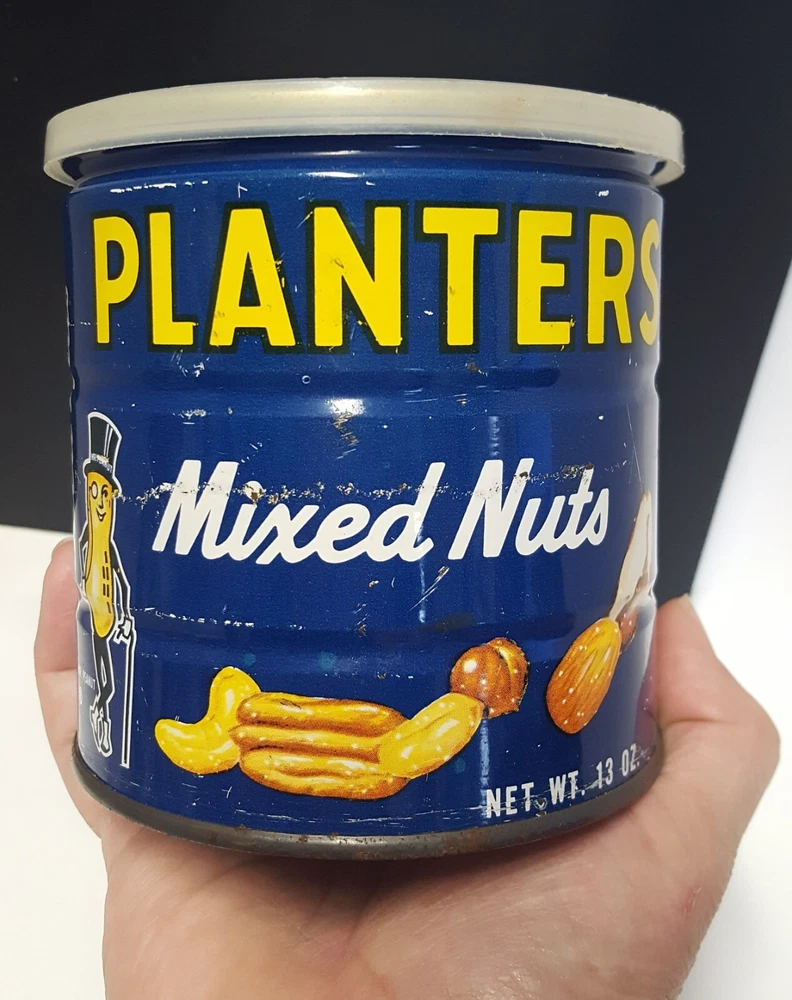 PLANTERS
Mixed Nuts
NET WT. 13 OZ.